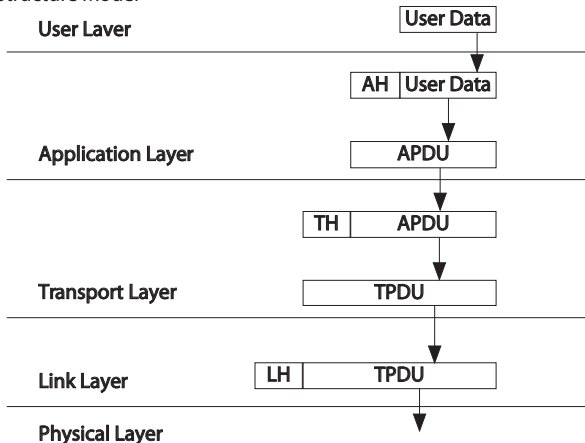 User Laver
User Data
AH User Data
Application Layer
APDU
TH APDU
Transport Layer
TPDU
Link Layer
LH TPDU
Physical Layer